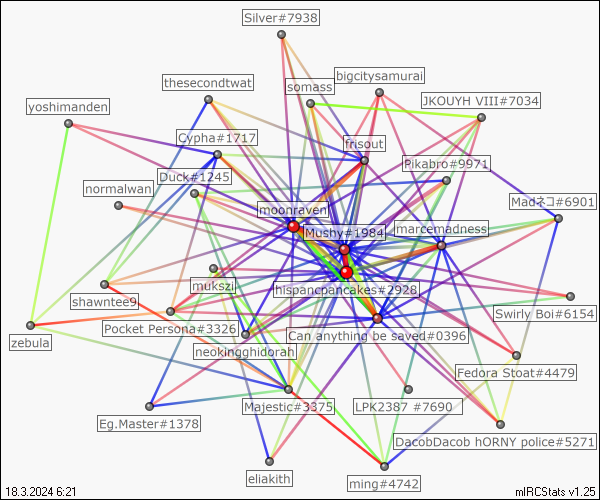 Silver#7938
bigcitysamurai
thesecondtwat
somass
JKOUYH VIII#7034
yoshimanden
Cypha#1717
frisout
Pikabro#9971
Duck#1245
normalwan
Madネコ#6901
moonraven
Mushy#1984
marcemadness
mukszi
hispancpancakes#2928
shawntee9
Swirly Boi#6154
Pocket Persona#3326
Can anything be saved#0396
zebula
neokingghidorah
Fedora Stoat#4479
Majestic#3375
LPK2387 #7690
Eg.Master#1378
DacobDacob hORNY police#5271
eliakith
ming#4742
18.3.2024 6:21
mIRCStats v1.25